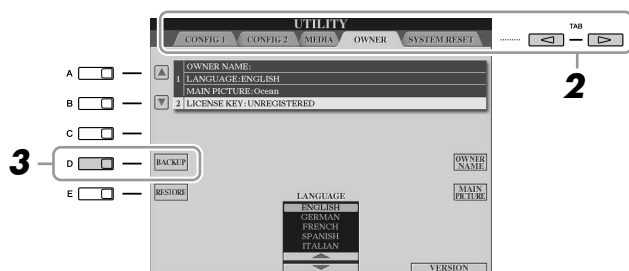 UTILITY
CONFIG 1 CONFIG 2 MEDIA OWNER SYSTEM RESET
TAB
2
A
OWNER NAME:
1 LANGUAGE:ENGLISH
MAIN PICTURE:Ocean
B
2 LICENSE KEY:UNREGISTERED
C
3
D
BACKUP
OWNER NAME
E
RESTORE
MAIN PICTURE
LANGUAGE
ENGLISH
GERMAN
FRENCH
SPANISH
ITALIAN
VERSION